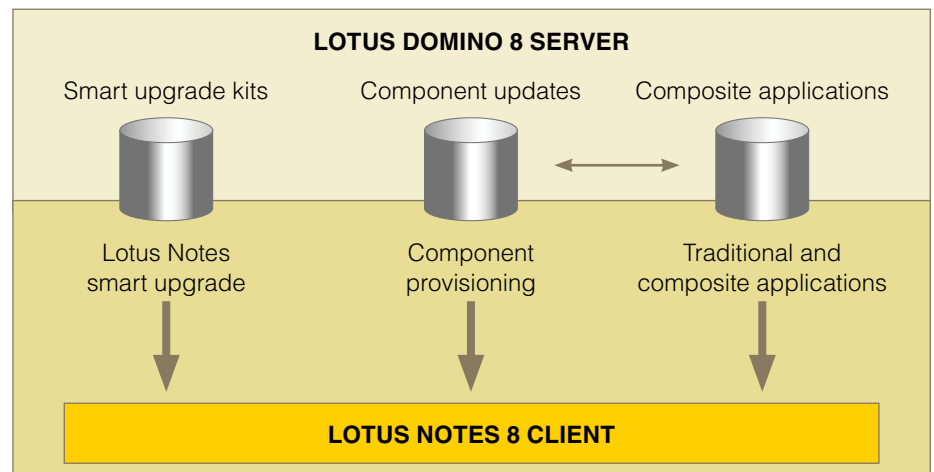 LOTUS DOMINO 8 SERVER
Smart upgrade kits
Component updates
Composite applications
Lotus Notes
smart upgrade
Component
provisioning
Traditional and
composite applications
LOTUS NOTES 8 CLIENT